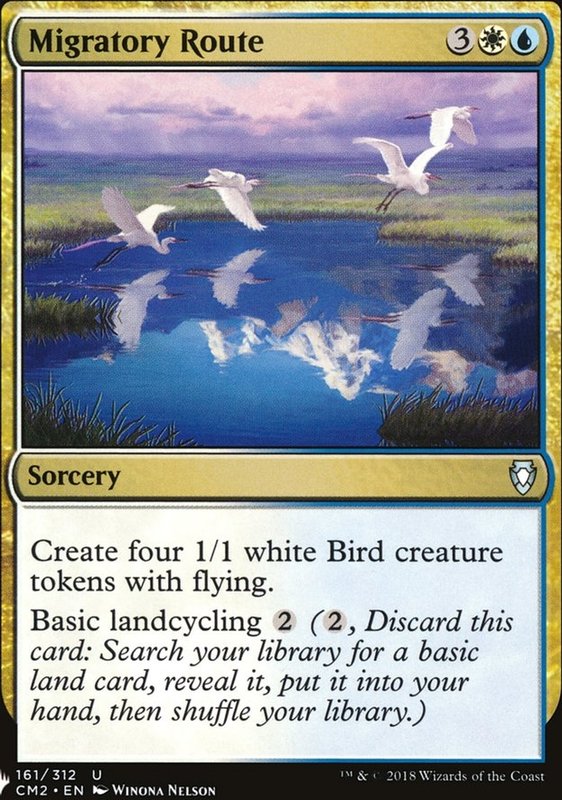 Migratory Route 3
Sorcery
Create four 1/1 white Bird creature
tokens with flying.
Basic landcycling 2 (2, Discard this
card: Search your library for a basic
land card, reveal it, put it into your
hand, then shuffle your library.)
161/312 U
CM2 • EN Winona Nelson
™ & © 2018 Wizards of the Coast